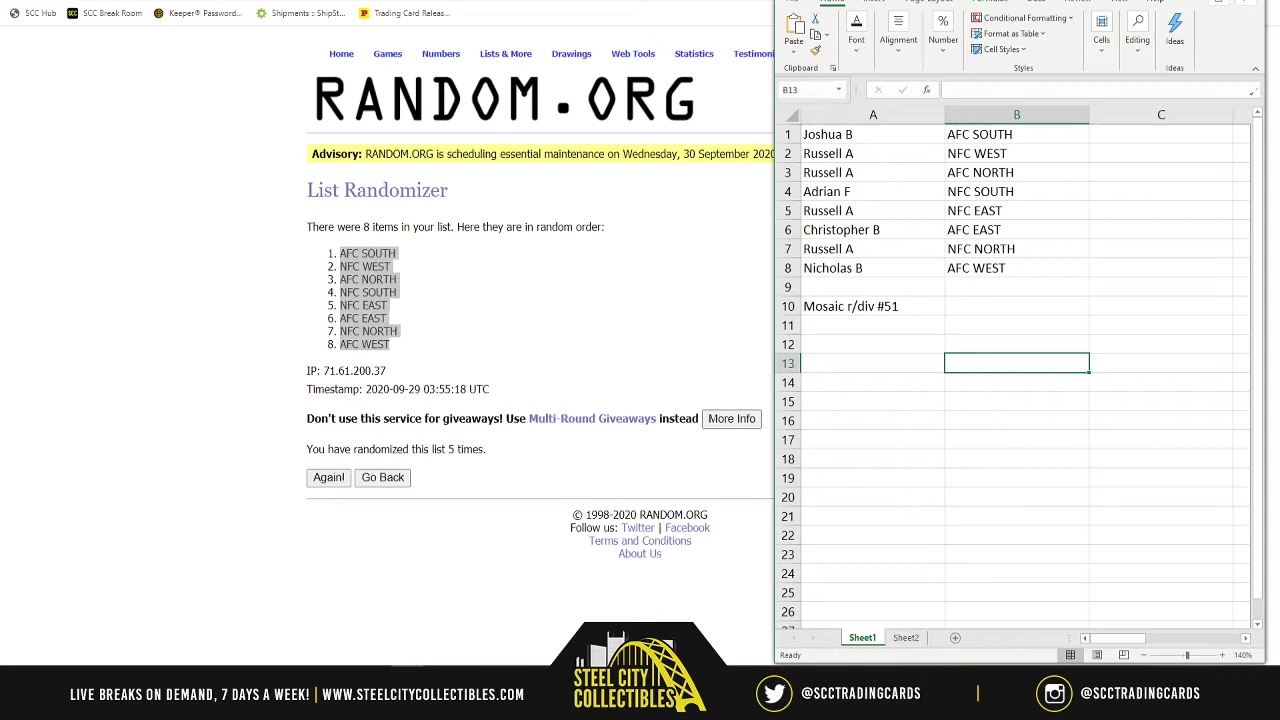 SCC Hub
SCC Break Room
Keeper® Password...
Shipments :: ShipSt...
Trading Card Releas...
Home Games Numbers Lists & More Drawings Web Tools Statistics Testimoni
RANDOM.ORG
Advisory: RANDOM.ORG is scheduling essential maintenance on Wednesday, 30 September 2020
List Randomizer
There were 8 items in your list. Here they are in random order:
1. AFC SOUTH
2. NFC WEST
3. AFC NORTH
4. NFC SOUTH
5. NFC EAST
6. AFC EAST
7. NFC NORTH
8. AFC WEST
IP: 71.61.200.37
Timestamp: 2020-09-29 03:55:18 UTC
Don't use this service for giveaways! Use Multi-Round Giveaways instead More Info
You have randomized this list 5 times.
Again! Go Back
© 1998-2020 RANDOM.ORG
Follow us: Twitter | Facebook
Terms and Conditions
About Us
Paste
Font
Alignment
Number
Conditional Formatting
Format as Table
Cell Styles
Cells
Editing
Ideas
Clipboard
Styles
Ideas
B13
fx
A B C
1 Joshua B AFC SOUTH
2 Russell A NFC WEST
3 Russell A AFC NORTH
4 Adrian F NFC SOUTH
5 Russell A NFC EAST
6 Christopher B AFC EAST
7 Russell A NFC NORTH
8 Nicholas B AFC WEST
9
10 Mosaic r/div #51
11
12
13
14
15
16
17
18
19
20
21
22
23
24
25
26
Sheet1 Sheet2
Ready
140%
LIVE BREAKS ON DEMAND, 7 DAYS A WEEK! | WWW.STEELCITYCOLLECTIBLES.COM
STEEL CITY
COLLECTIBLES
@SCCTRADINGCARDS
@SCCTRADINGCARDS